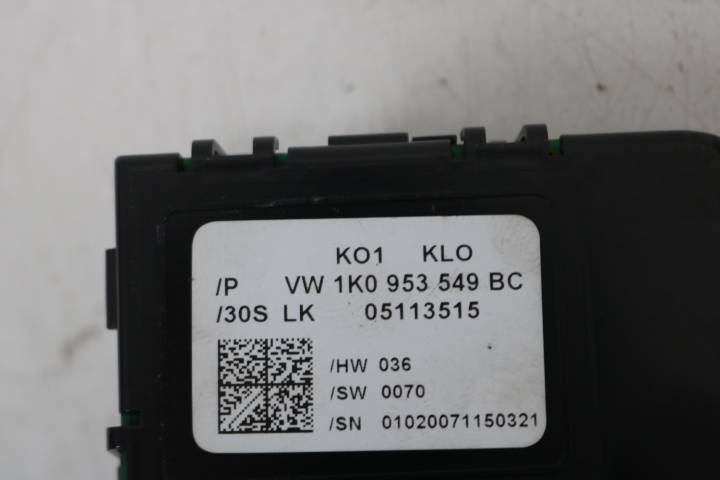 KO1 KLO
/P VW 1K0 953 549 BC
/30S LK 05113515
/HW 036
/SW 0070
/SN 01020071150321